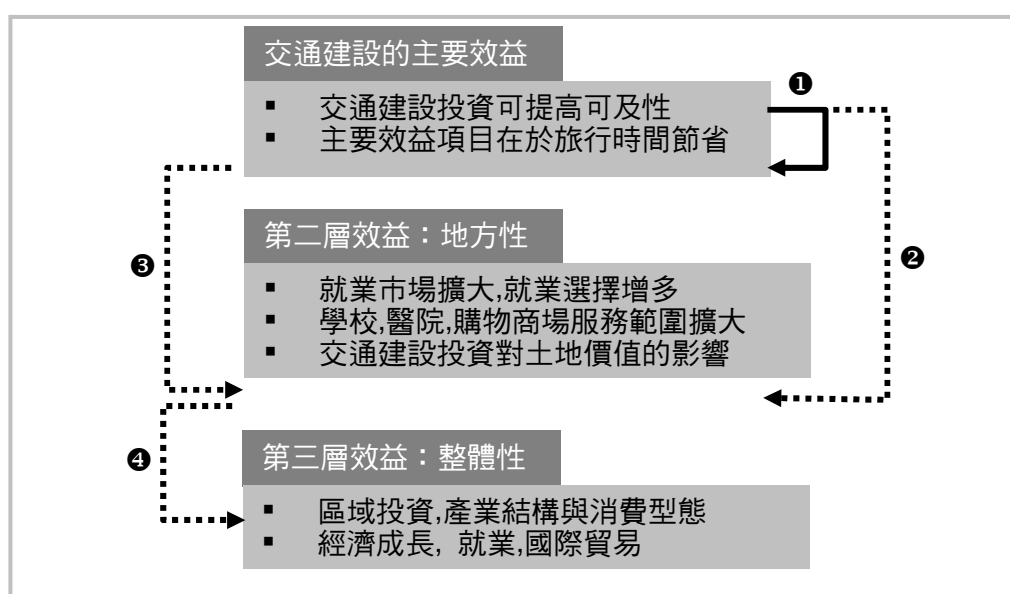 交通建設的主要效益
❶
▪ 交通建設投資可提高可及性
▪ 主要效益項目在於旅行時間節省
第二層效益：地方性
❸
❷
▪ 就業市場擴大,就業選擇增多
▪ 學校,醫院,購物商場服務範圍擴大
▪ 交通建設投資對土地價值的影響
❹
第三層效益：整體性
▪ 區域投資,產業結構與消費型態
▪ 經濟成長, 就業,國際貿易